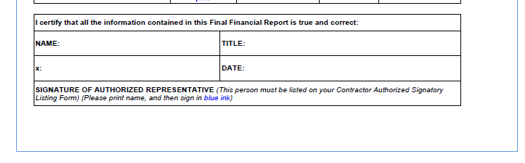 I certify that all the information contained in this Final Financial Report is true and correct:
NAME: TITLE:
x: DATE:
SIGNATURE OF AUTHORIZED REPRESENTATIVE (This person must be listed on your Contractor Authorized Signatory
Listing Form) (Please print name, and then sign in blue ink)